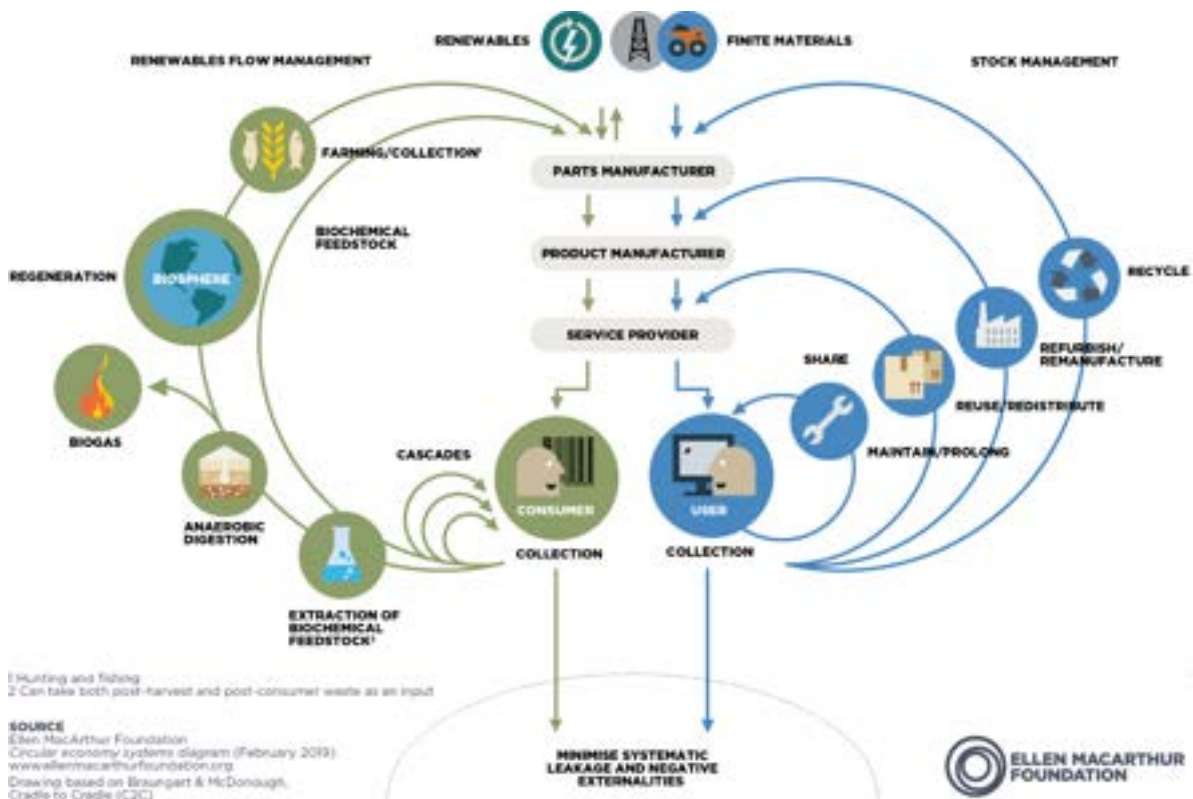 RENEWABLES
FINITE MATERIALS
RENEWABLES FLOW MANAGEMENT
STOCK MANAGEMENT
FARMING/COLLECTION¹
PARTS MANUFACTURER
BIOCHEMICAL
FEEDSTOCK
PRODUCT MANUFACTURER
REGENERATION
BIOSPHERE
RECYCLE
SERVICE PROVIDER
SHARE
REFURBISH/
REMANUFACTURE
REUSE/REDISTRIBUTE
BIOGAS
CASCADES
MAINTAIN/PROLONG
CONSUMER
USER
ANAEROBIC
DIGESTION
COLLECTION
COLLECTION
EXTRACTION OF
BIOCHEMICAL
FEEDSTOCK²
1 Hunting and fishing
2 Can take both post-harvest and post-consumer waste as an input
SOURCE
Ellen MacArthur Foundation
Circular economy systems diagram (February 2019)
www.ellenmacarthurfoundation.org
Drawing based on Braungart & McDonough,
Cradle to Cradle (C2C)
MINIMISE SYSTEMATIC
LEAKAGE AND NEGATIVE
EXTERNALITIES
ELLEN MACARTHUR
FOUNDATION